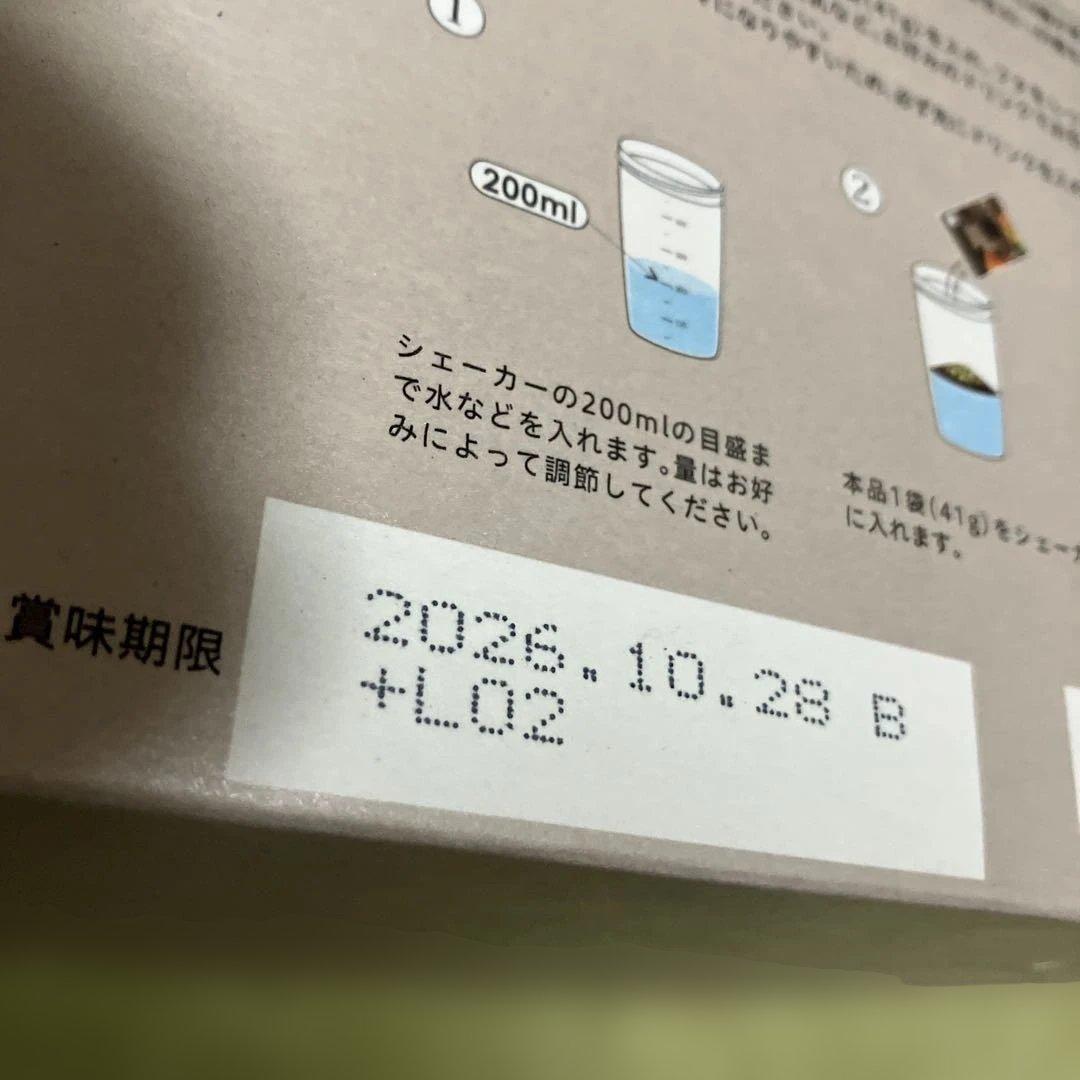 1
200ml
シェーカーの200mlの目盛ま
で水などを入れます。量はお好
みによって調節してください。
2
本品1袋(41g)をシェーカ
に入れます。
賞味期限
2026.10.28 B
+L02